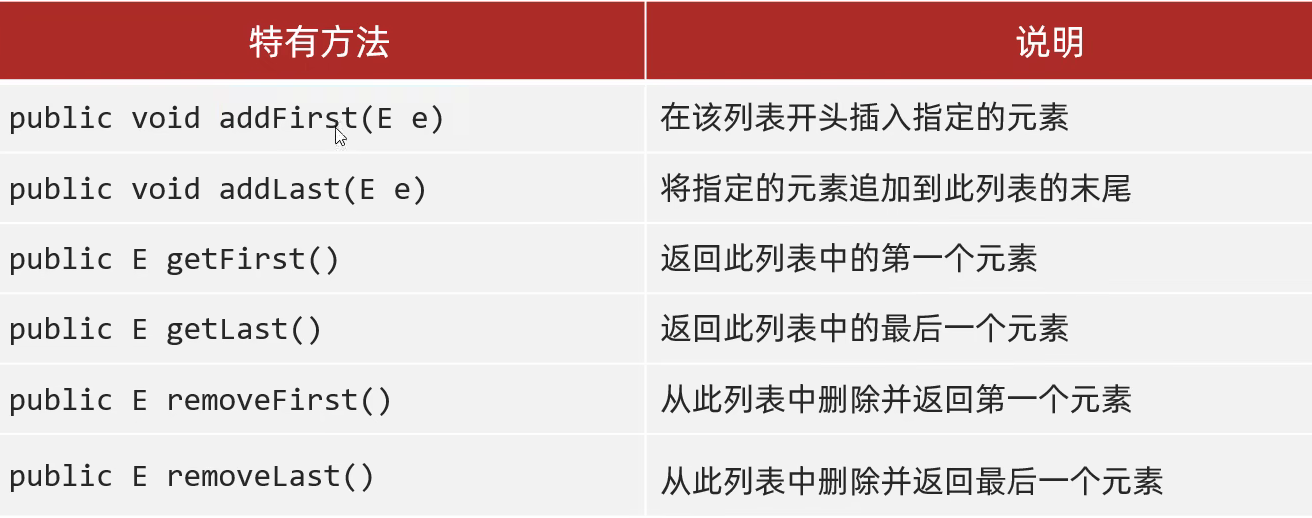 特有方法 说明
public void addFirst(E e) 在该列表开头插入指定的元素
public void addLast(E e) 将指定的元素追加到此列表的末尾
public E getFirst() 返回此列表中的第一个元素
public E getLast() 返回此列表中的最后一个元素
public E removeFirst() 从此列表中删除并返回第一个元素
public E removeLast() 从此列表中删除并返回最后一个元素